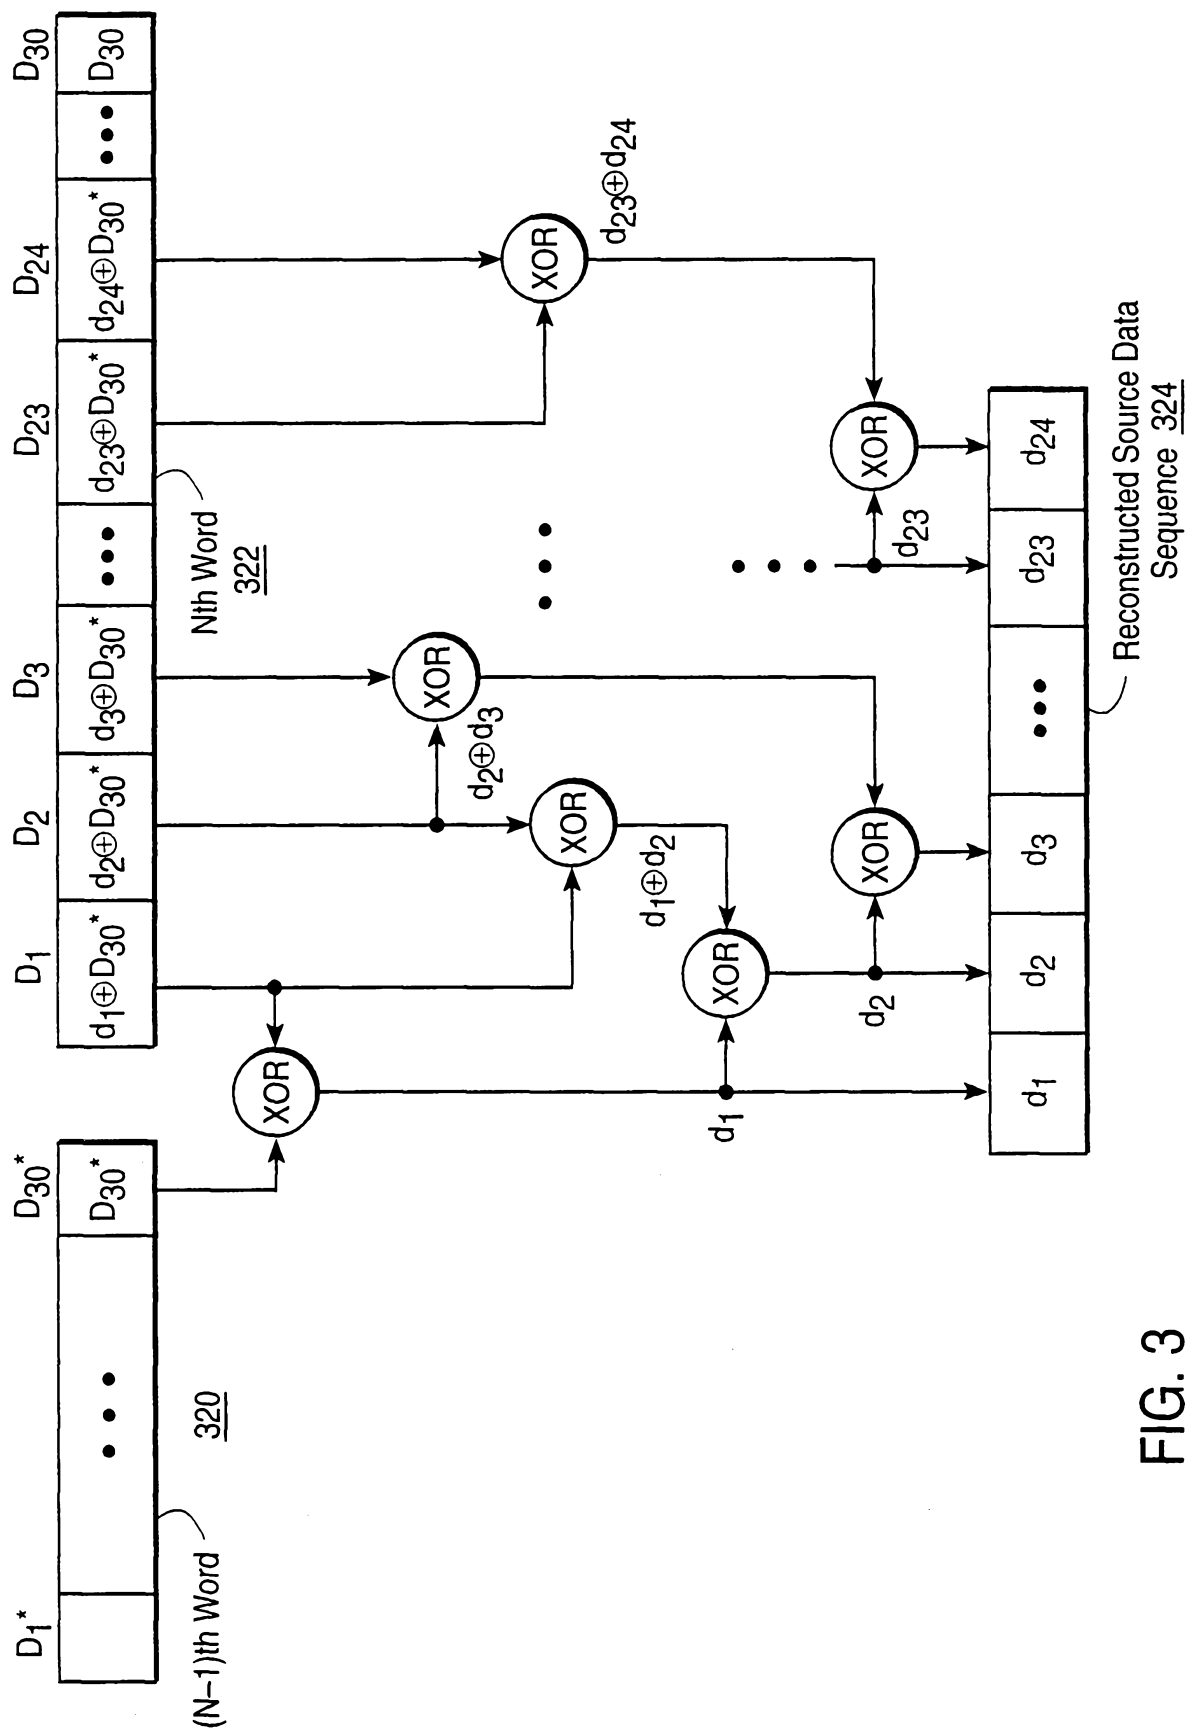 D1* D30* D1 D2 D3 D23 D24 D30
••• D30* d1⊕D30* d2⊕D30* d3⊕D30* ••• d23⊕D30* d24⊕D30* ••• D30
(N–1)th Word
320
Nth Word
322
XOR
XOR
d2⊕d3
XOR
d23⊕d24
XOR
d1⊕d2
•••
d1
XOR
•••
d2
XOR
d23
XOR
d1 d2 d3 ••• d23 d24
Reconstructed Source Data
Sequence 324
FIG. 3